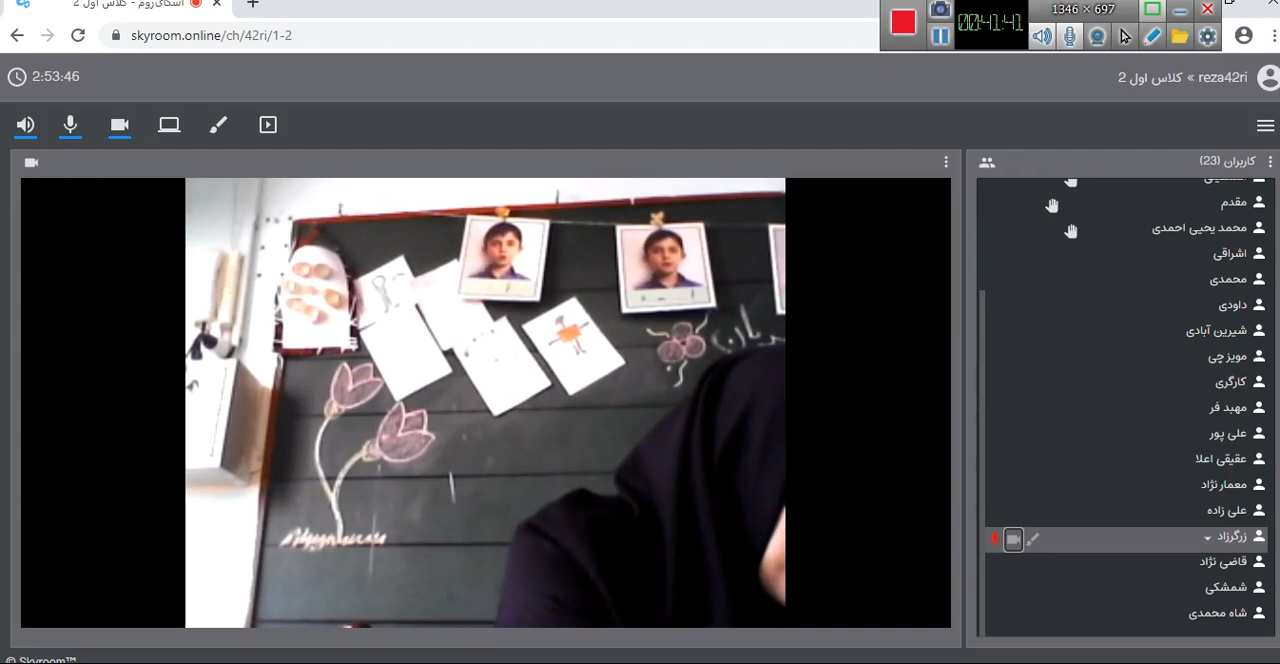 اسکای‌روم - کلاس اول 2
1346 × 697
00:41:41
skyroom.online/ch/42ri/1-2
2:53:46
reza42ri » کلاس اول 2
کاربران (23)
مقدم
محمد یحیی احمدی
اشراقی
محمدی
داودی
شیرین آبادی
مویز چی
کارگری
مهبد فر
علی پور
عقیقی اعلا
معمار نژاد
علی زاده
زرگرزاد
قاضی نژاد
شمشکی
شاه محمدی
© Skyroom™